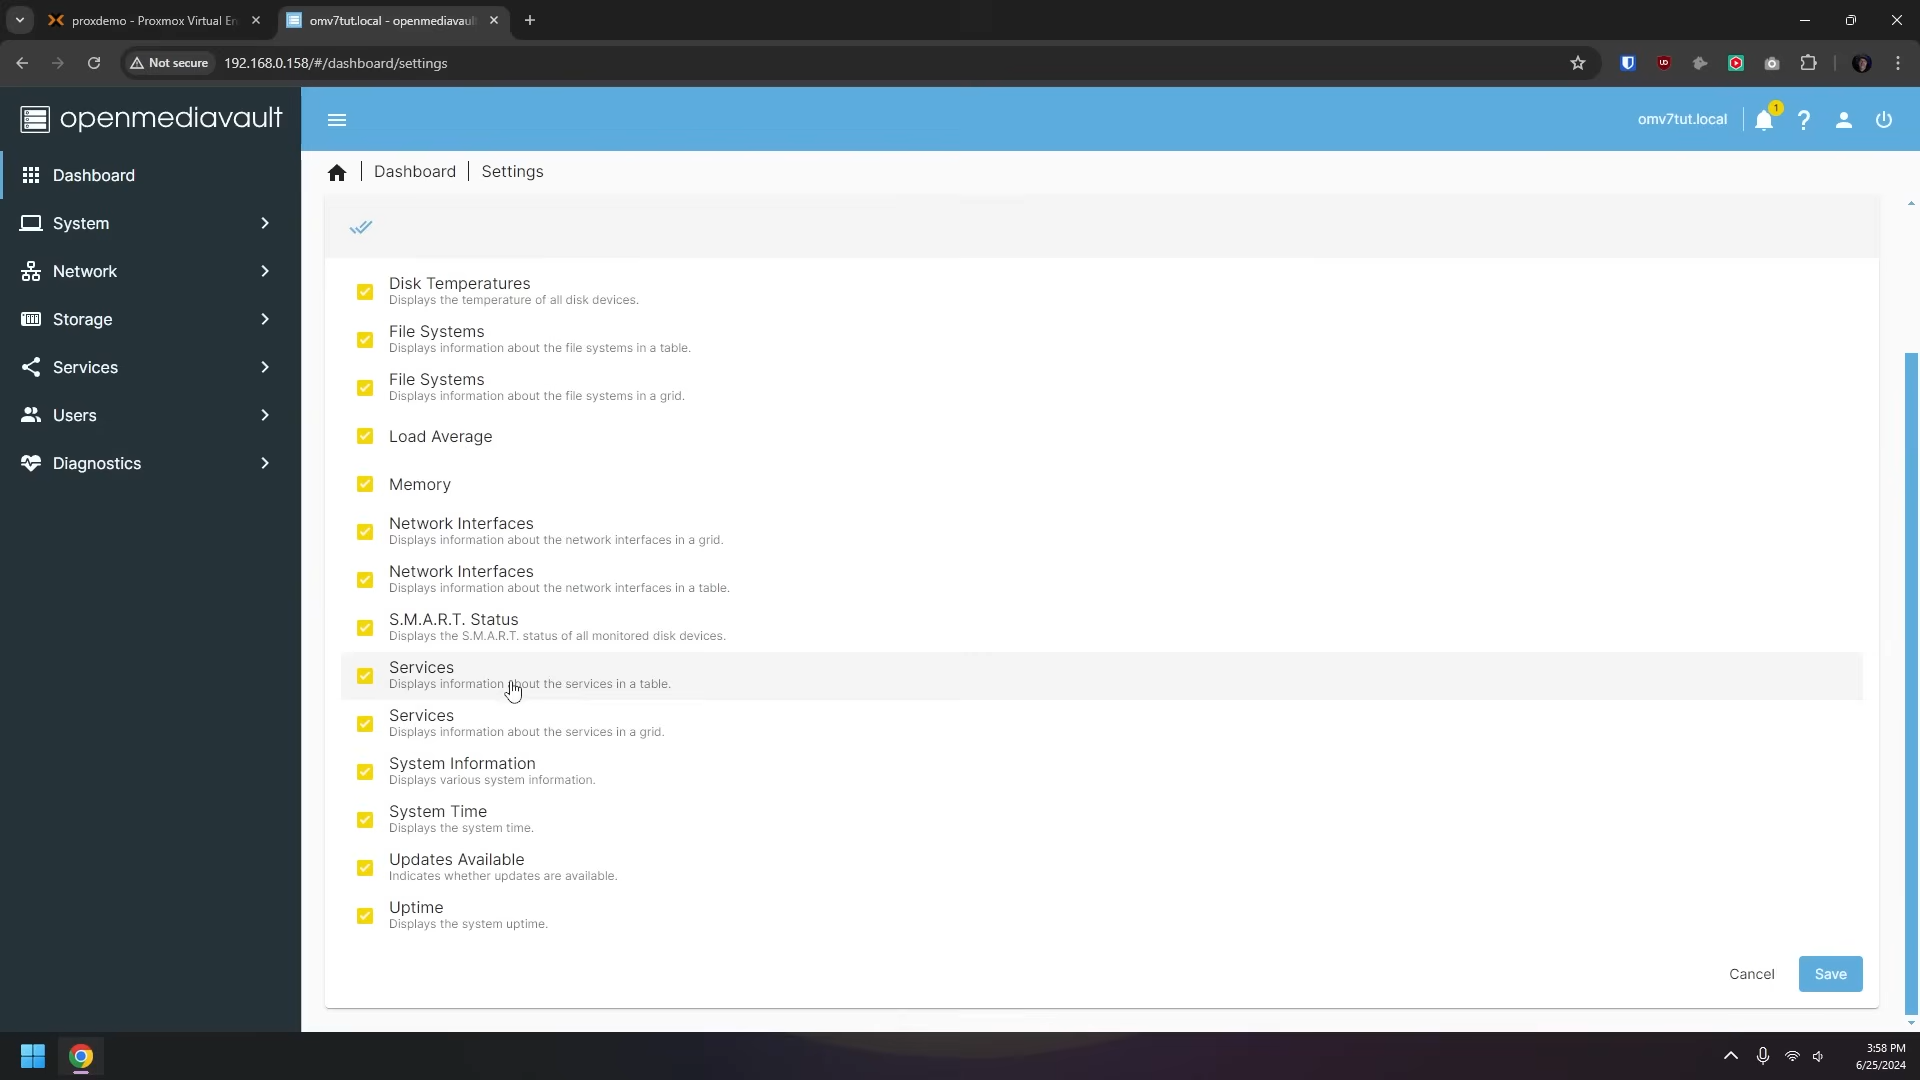 proxdemo - Proxmox Virtual En
omv7tut.local - openmediavault
Not secure
192.168.0.158/#/dashboard/settings
openmediavault
omv7tut.local
1
Dashboard
System
Network
Storage
Services
Users
Diagnostics
Dashboard | Settings
Disk Temperatures
Displays the temperature of all disk devices.
File Systems
Displays information about the file systems in a table.
File Systems
Displays information about the file systems in a grid.
Load Average
Memory
Network Interfaces
Displays information about the network interfaces in a grid.
Network Interfaces
Displays information about the network interfaces in a table.
S.M.A.R.T. Status
Displays the S.M.A.R.T. status of all monitored disk devices.
Services
Displays information about the services in a table.
Services
Displays information about the services in a grid.
System Information
Displays various system information.
System Time
Displays the system time.
Updates Available
Indicates whether updates are available.
Uptime
Displays the system uptime.
Cancel
Save
3:58 PM
6/25/2024